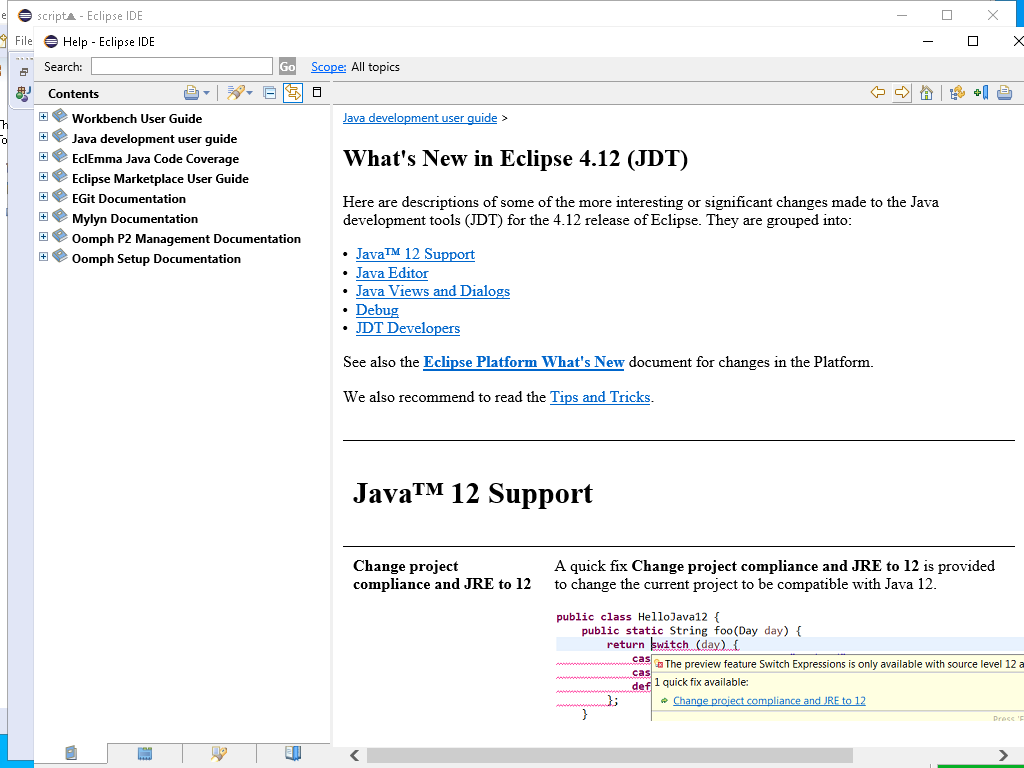 script - Eclipse IDE
File
Help - Eclipse IDE
Search:
Go
Scope: All topics
Contents
Workbench User Guide
Java development user guide
EclEmma Java Code Coverage
Eclipse Marketplace User Guide
EGit Documentation
Mylyn Documentation
Oomph P2 Management Documentation
Oomph Setup Documentation
Java development user guide >
What's New in Eclipse 4.12 (JDT)
Here are descriptions of some of the more interesting or significant changes made to the Java
development tools (JDT) for the 4.12 release of Eclipse. They are grouped into:
• Java™ 12 Support
• Java Editor
• Java Views and Dialogs
• Debug
• JDT Developers
See also the Eclipse Platform What's New document for changes in the Platform.
We also recommend to read the Tips and Tricks.
Java™ 12 Support
Change project
compliance and JRE to 12
A quick fix Change project compliance and JRE to 12 is provided
to change the current project to be compatible with Java 12.
public class HelloJava12 {
public static String foo(Day day) {
return switch (day) {
cas
cas
def
};
}
The preview feature Switch Expressions is only available with source level 12 a
1 quick fix available:
Change project compliance and JRE to 12
Press 'F